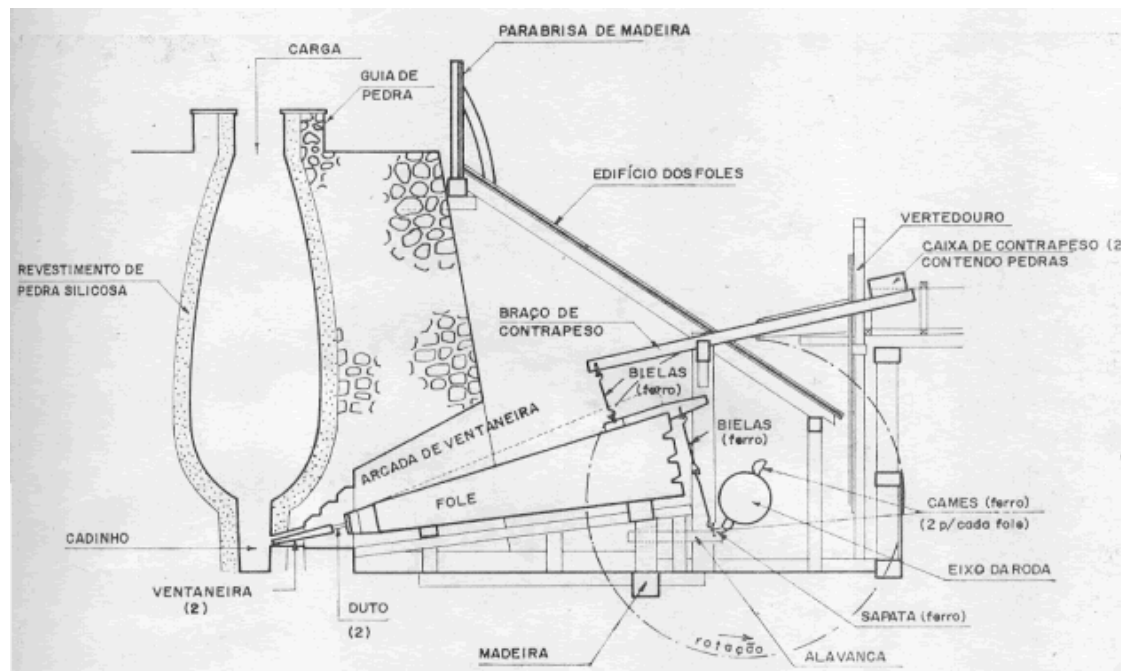 PARABRISA DE MADEIRA
CARGA
GUIA DE
PEDRA
EDIFÍCIO DOS FOLES
VERTEDOURO
CAIXA DE CONTRAPESO (2
CONTENDO PEDRAS
REVESTIMENTO DE
PEDRA SILICOSA
BRAÇO DE
CONTRAPESO
BIELAS
(ferro)
BIELAS
(ferro)
ARCADA DE VENTANEIRA
FOLE
CAMES (ferro)
(2 p/cada fole)
CADINHO
EIXO DA RODA
VENTANEIRA
(2)
DUTO
(2)
SAPATA (ferro)
rotação
MADEIRA
ALAVANCA